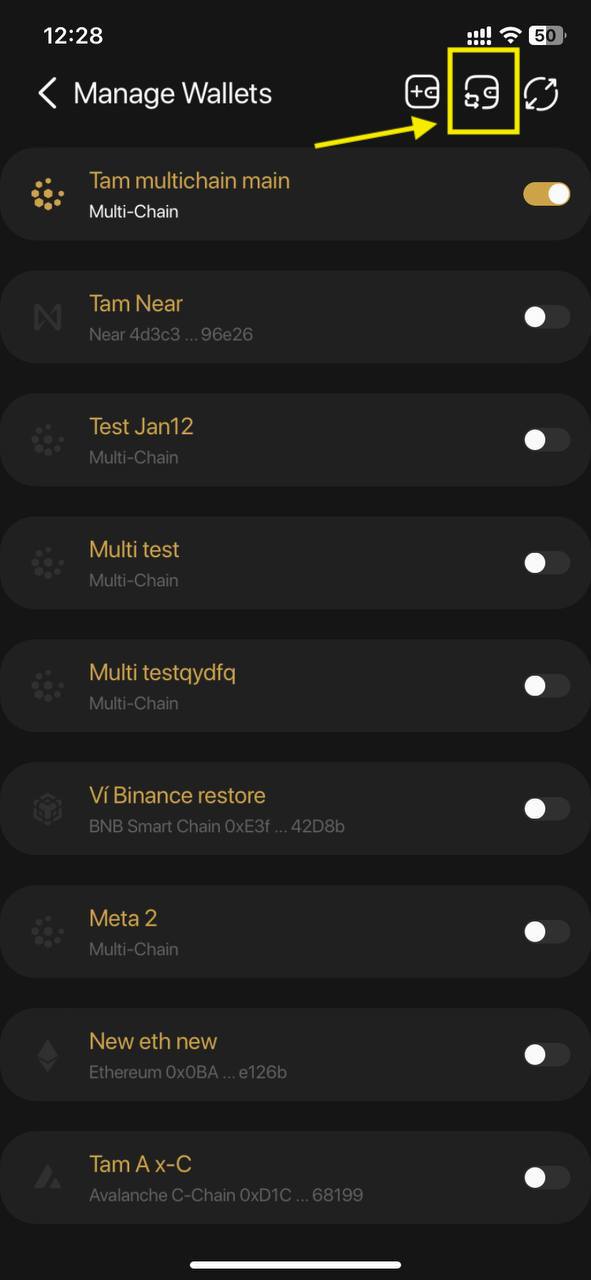 12:28
50
Manage Wallets
Tam multichain main
Multi-Chain
Tam Near
Near 4d3c3 ... 96e26
Test Jan12
Multi-Chain
Multi test
Multi-Chain
Multi testqydfq
Multi-Chain
Ví Binance restore
BNB Smart Chain 0xE3f ... 42D8b
Meta 2
Multi-Chain
New eth new
Ethereum 0x0BA ... e126b
Tam A x-C
Avalanche C-Chain 0xD1C ... 68199